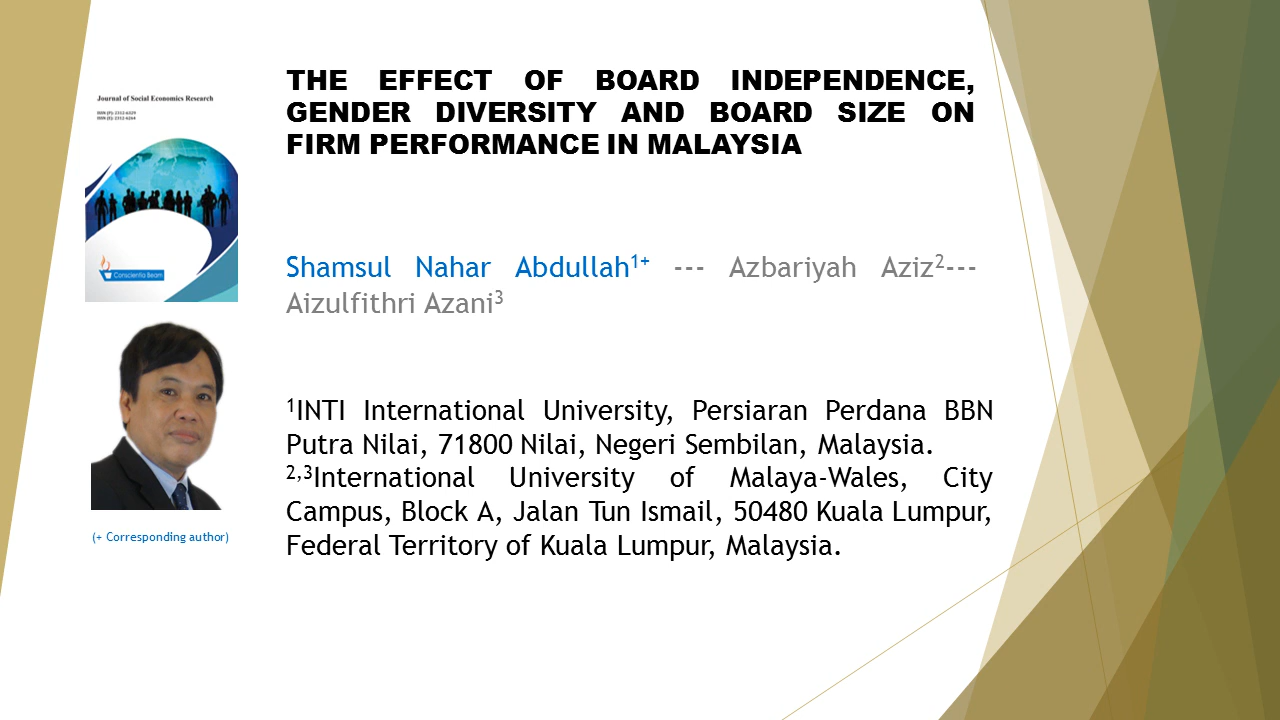 Journal of Social Economics Research
ISSN (P): 2312-6329
ISSN (E): 2312-6264
Conscientia Beam
(+ Corresponding author)
THE EFFECT OF BOARD INDEPENDENCE,
GENDER DIVERSITY AND BOARD SIZE ON
FIRM PERFORMANCE IN MALAYSIA
Shamsul Nahar Abdullah¹⁺ --- Azbariyah Aziz²---
Aizulfithri Azani³
¹INTI International University, Persiaran Perdana BBN
Putra Nilai, 71800 Nilai, Negeri Sembilan, Malaysia.
²,³International University of Malaya-Wales, City
Campus, Block A, Jalan Tun Ismail, 50480 Kuala Lumpur,
Federal Territory of Kuala Lumpur, Malaysia.